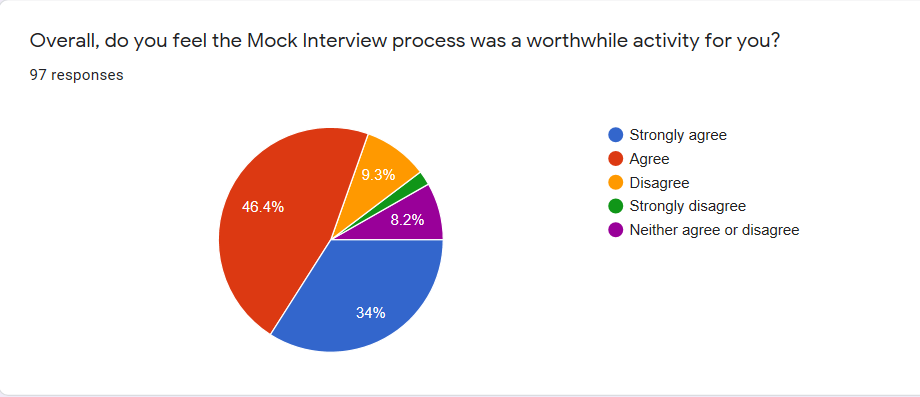 Overall, do you feel the Mock Interview process was a worthwhile activity for you?
97 responses
Strongly agree
Agree
Disagree
Strongly disagree
Neither agree or disagree
9.3%
46.4%
8.2%
34%